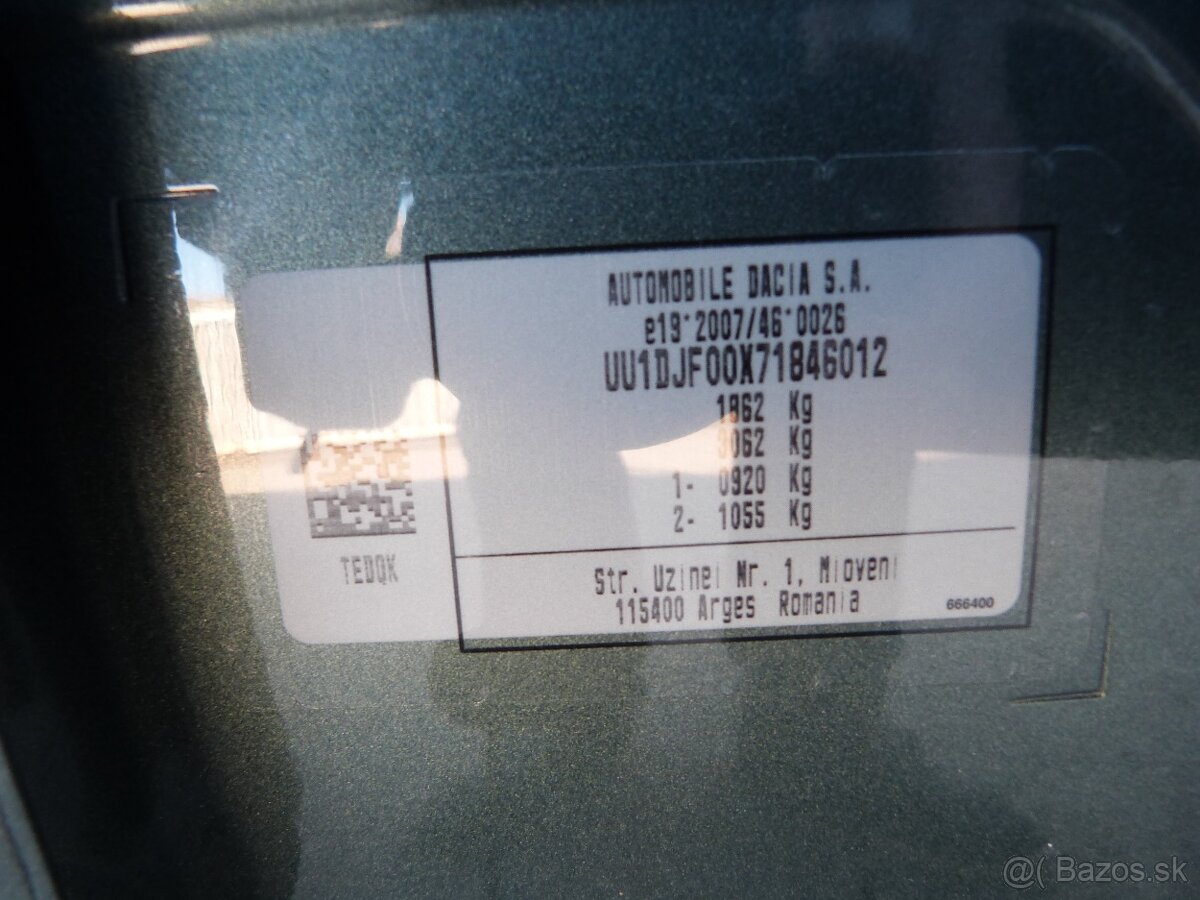 AUTOMOBILE DACIA S.A.
e19*2007/46*0026
UU1DJF00X71846012
1862 Kg
3062 Kg
1- 0920 Kg
2- 1055 Kg
TEDQK
Str. Uzinei Nr. 1, Mioveni
115400 Arges Romania
666400
@( Bazos.sk